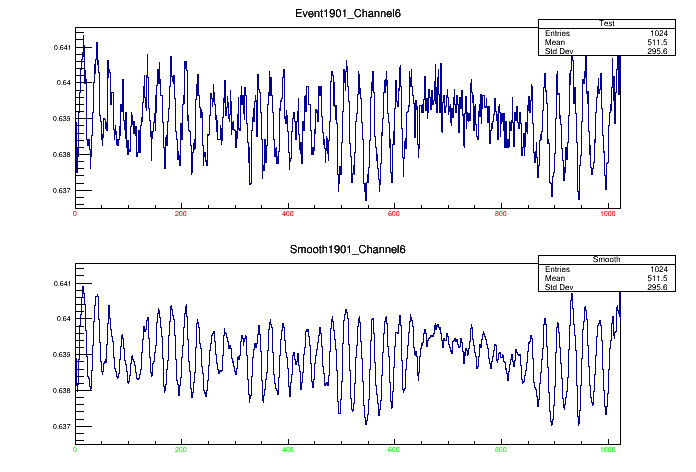 Event1901_Channel6
Test
Entries 1024
Mean 511.5
Std Dev 295.6
0.641
0.64
0.639
0.638
0.637
0 200 400 600 800 1000
Smooth1901_Channel6
Smooth
Entries 1024
Mean 511.5
Std Dev 295.6
0.641
0.64
0.639
0.638
0.637
0 200 400 600 800 1000